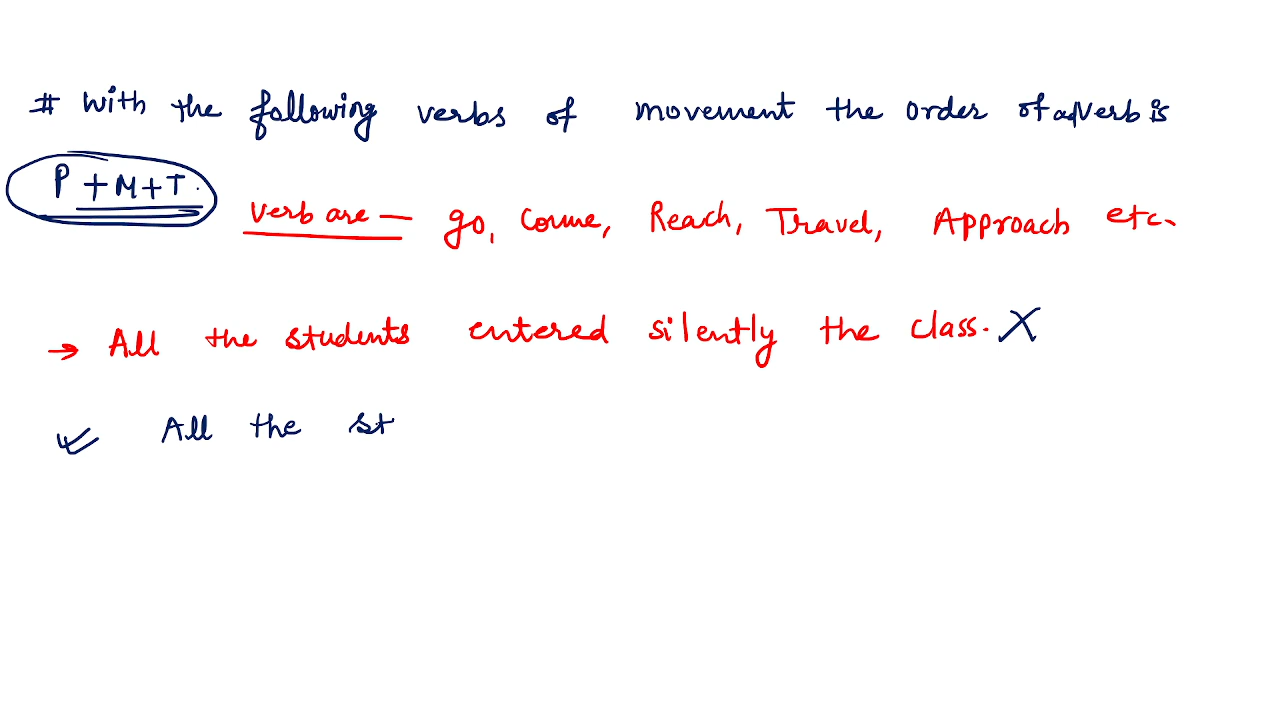 # With the following verbs of movement the order of adverb is
P + M + T.
Verb are — go, Come, Reach, Travel, Approach etc.
→ All the students entered silently the class. X
✓ All the st